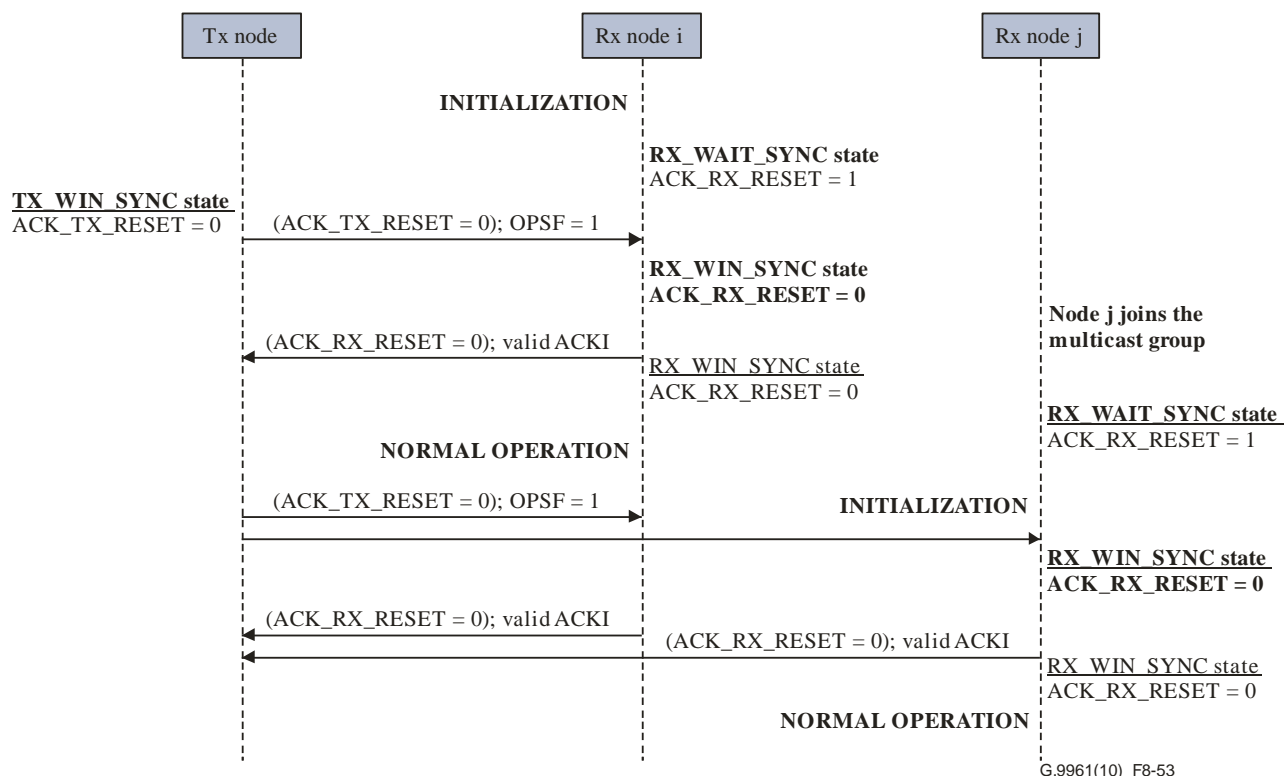 Tx node
Rx node i
Rx node j
INITIALIZATION
RX_WAIT_SYNC state
ACK_RX_RESET = 1
TX_WIN_SYNC state
ACK_TX_RESET = 0
(ACK_TX_RESET = 0); OPSF = 1
RX_WIN_SYNC state
ACK_RX_RESET = 0
Node j joins the
multicast group
(ACK_RX_RESET = 0); valid ACKI
RX_WIN_SYNC state
ACK_RX_RESET = 0
RX_WAIT_SYNC state
ACK_RX_RESET = 1
NORMAL OPERATION
(ACK_TX_RESET = 0); OPSF = 1
INITIALIZATION
RX_WIN_SYNC state
ACK_RX_RESET = 0
(ACK_RX_RESET = 0); valid ACKI
(ACK_RX_RESET = 0); valid ACKI
RX_WIN_SYNC state
ACK_RX_RESET = 0
NORMAL OPERATION
G.9961(10)_F8-53